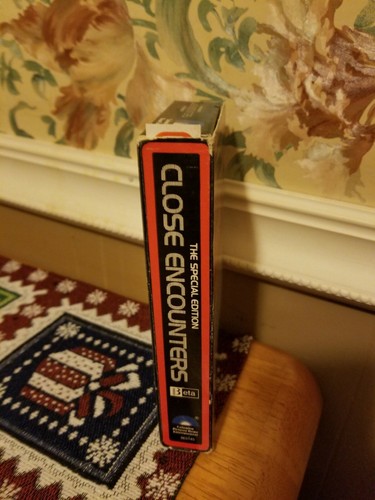 CLOSE ENCOUNTERS
THE SPECIAL EDITION
Beta